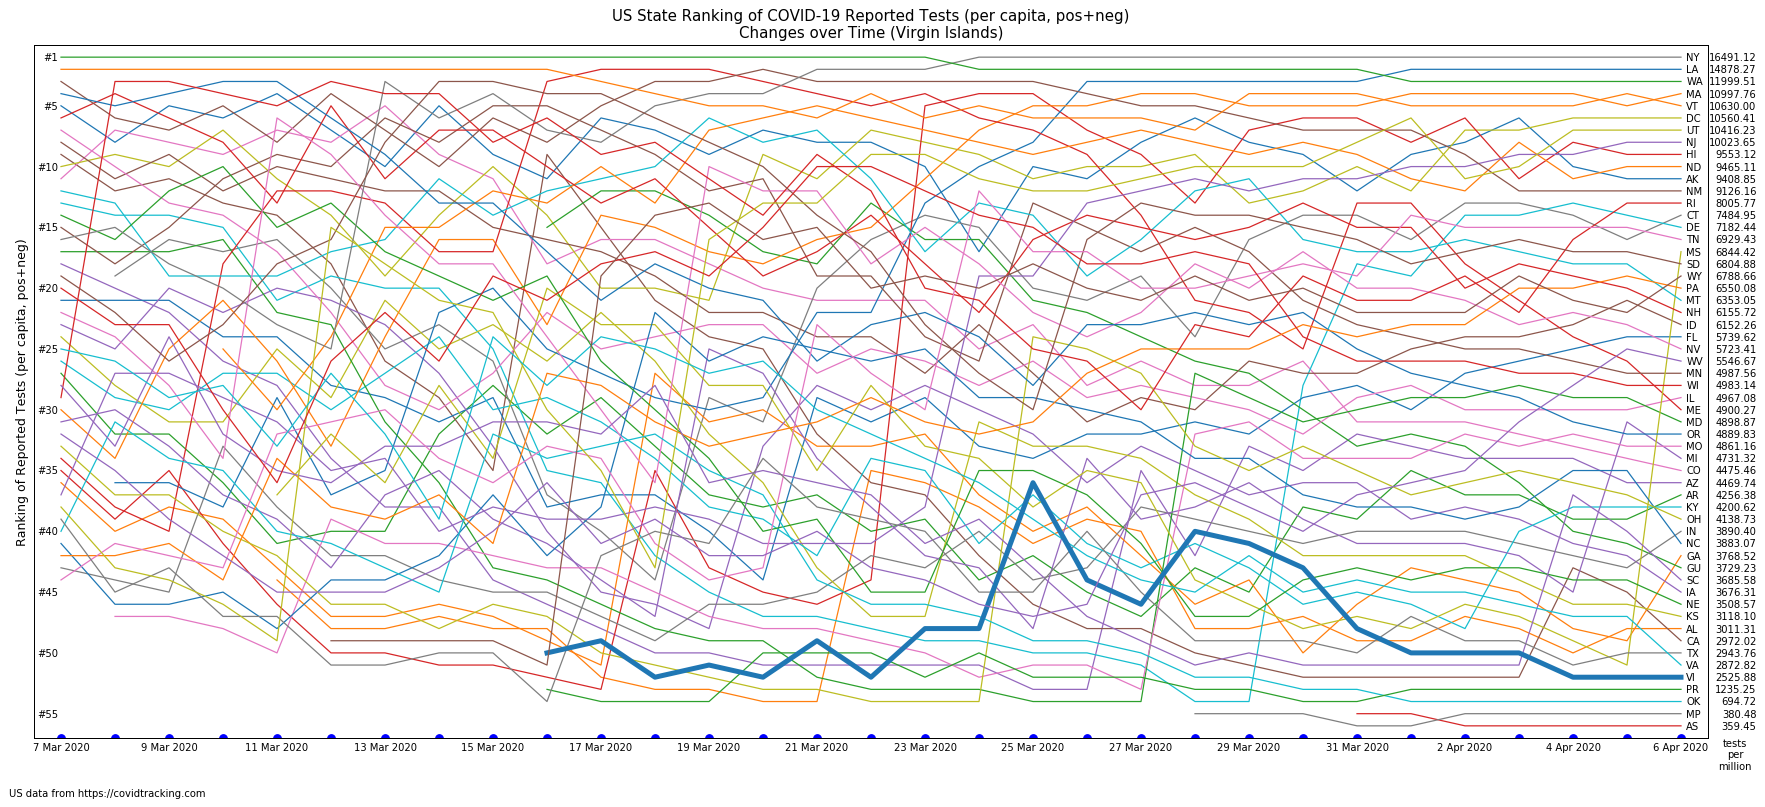 US State Ranking of COVID-19 Reported Tests (per capita, pos+neg)
Changes over Time (Virgin Islands)
Ranking of Reported Tests (per capita, pos+neg)
#1
#5
#10
#15
#20
#25
#30
#35
#40
#45
#50
#55
NY 16491.12
LA 14878.27
WA 11999.51
MA 10997.76
VT 10630.00
DC 10560.41
UT 10416.23
NJ 10023.65
HI 9553.12
ND 9465.11
AK 9408.85
NM 9126.16
RI 8005.77
CT 7484.95
DE 7182.44
TN 6929.43
MS 6844.42
SD 6804.88
WY 6788.66
PA 6550.08
MT 6353.05
NH 6155.72
ID 6152.26
FL 5739.62
NV 5723.41
WV 5546.67
MN 4987.56
WI 4983.14
IL 4967.08
ME 4900.27
MD 4898.87
OR 4889.83
MO 4861.16
MI 4731.32
CO 4475.46
AZ 4469.74
AR 4256.38
KY 4200.62
OH 4138.73
IN 3890.40
NC 3883.07
GA 3768.52
GU 3729.23
SC 3685.58
IA 3676.31
NE 3508.57
KS 3118.10
AL 3011.31
CA 2972.02
TX 2943.76
VA 2872.82
VI 2525.88
PR 1235.25
OK 694.72
MP 380.48
AS 359.45
7 Mar 2020
9 Mar 2020
11 Mar 2020
13 Mar 2020
15 Mar 2020
17 Mar 2020
19 Mar 2020
21 Mar 2020
23 Mar 2020
25 Mar 2020
27 Mar 2020
29 Mar 2020
31 Mar 2020
2 Apr 2020
4 Apr 2020
6 Apr 2020
tests
per
million
US data from https://covidtracking.com